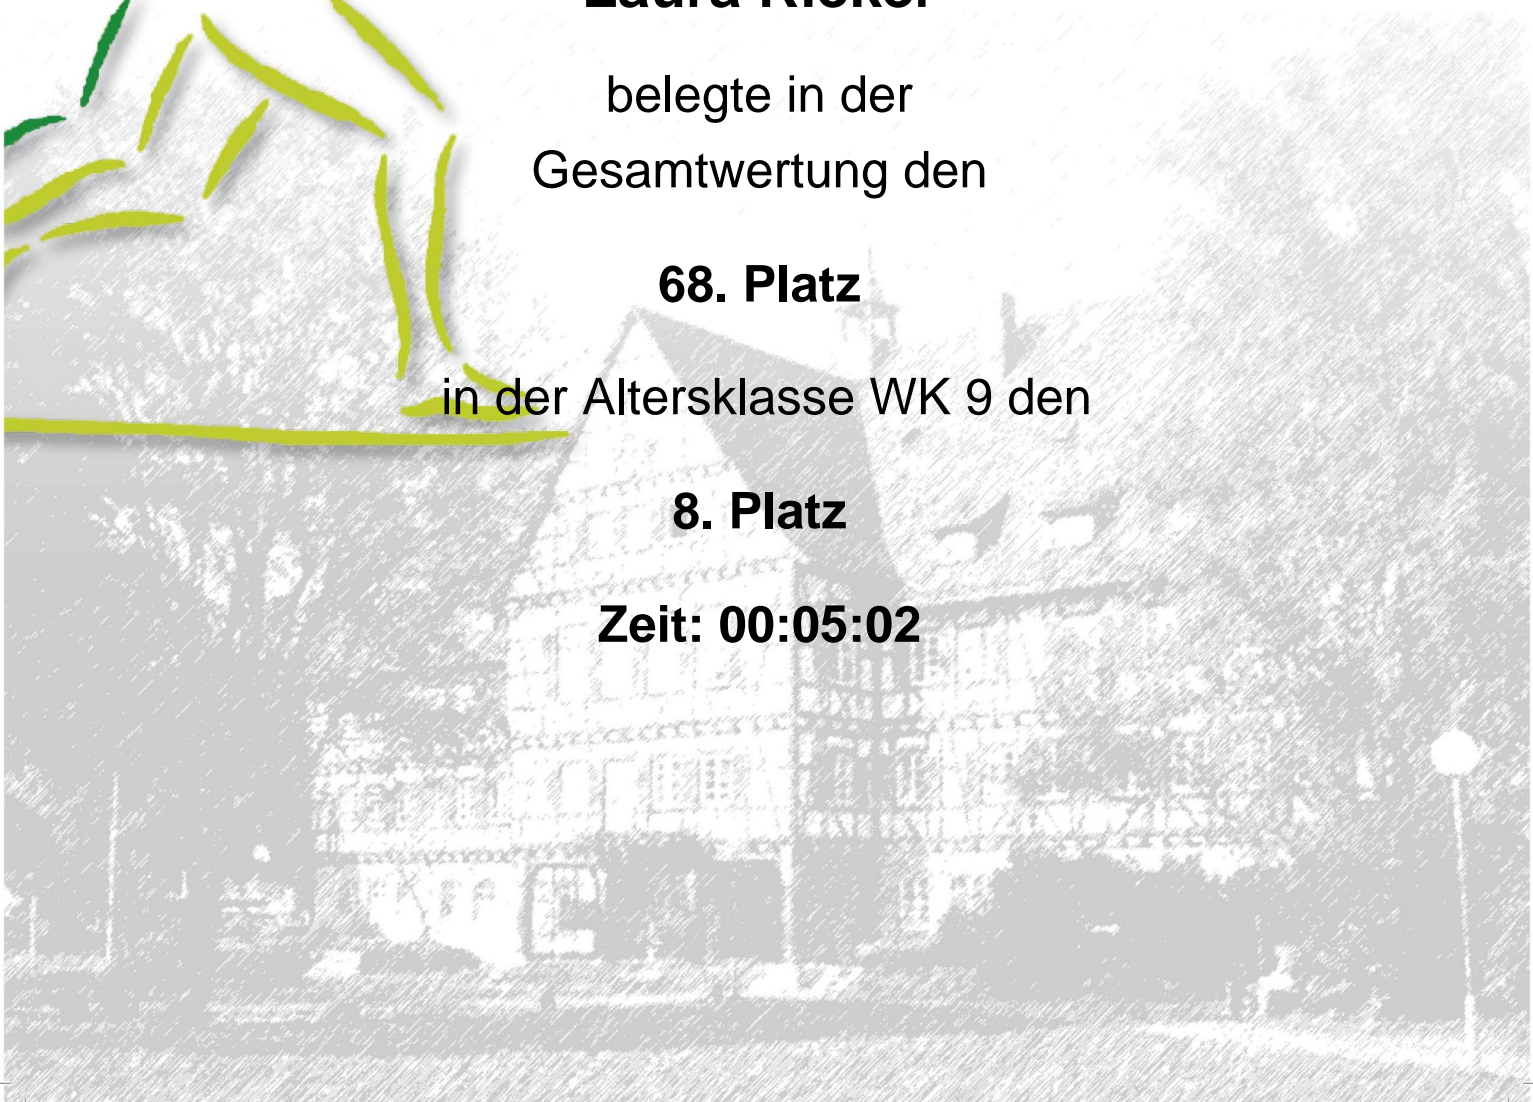 Laura
belegte in der
Gesamtwertung den
68. Platz
in der Altersklasse WK 9 den
8. Platz
Zeit: 00:05:02